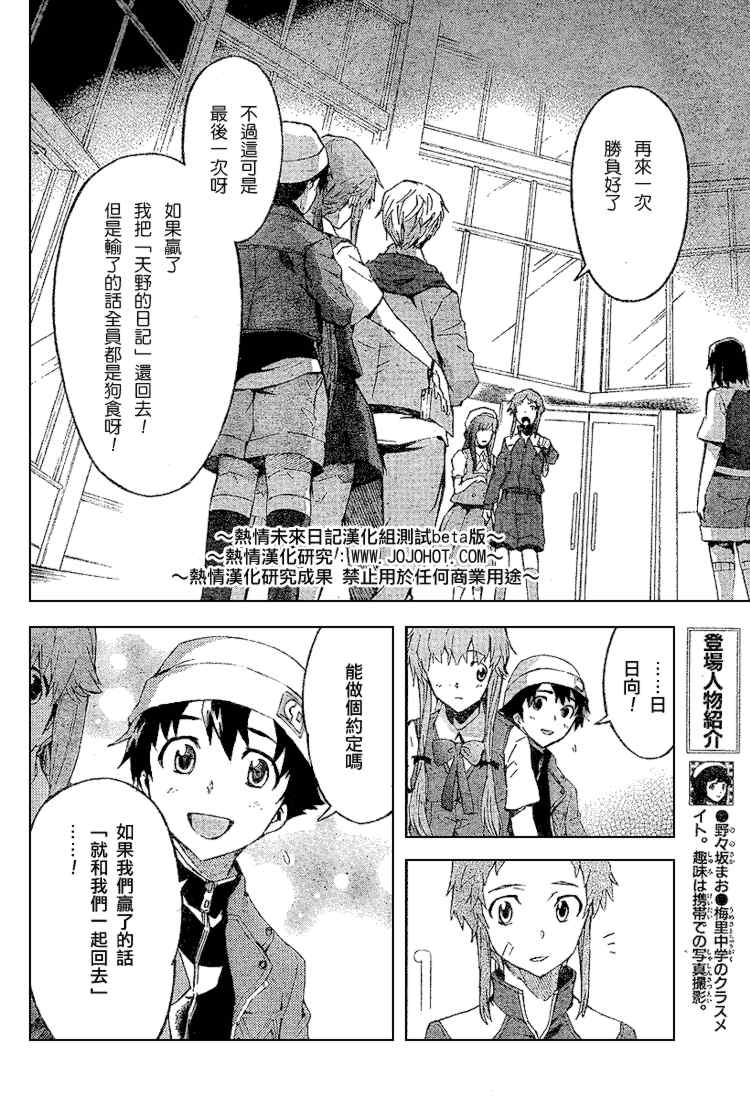 再來一次
勝負好了
不過這可是
最後一次呀
如果贏了
我把「天野的日記」還回去！
但是輸了的話全員都是狗食呀！
～熱情未來日記漢化組測試beta版～
～熱情漢化研究／：WWW.JOJOHOT.COM～
～熱情漢化研究成果 禁止用於任何商業用途～
……日
日向！
能做個約定嗎
如果我們贏了的話
「就和我們一起回去」
……！
登場人物紹介
●野々坂まお●梅里中学のクラスメ
イト。趣味は携帯での写真撮影。